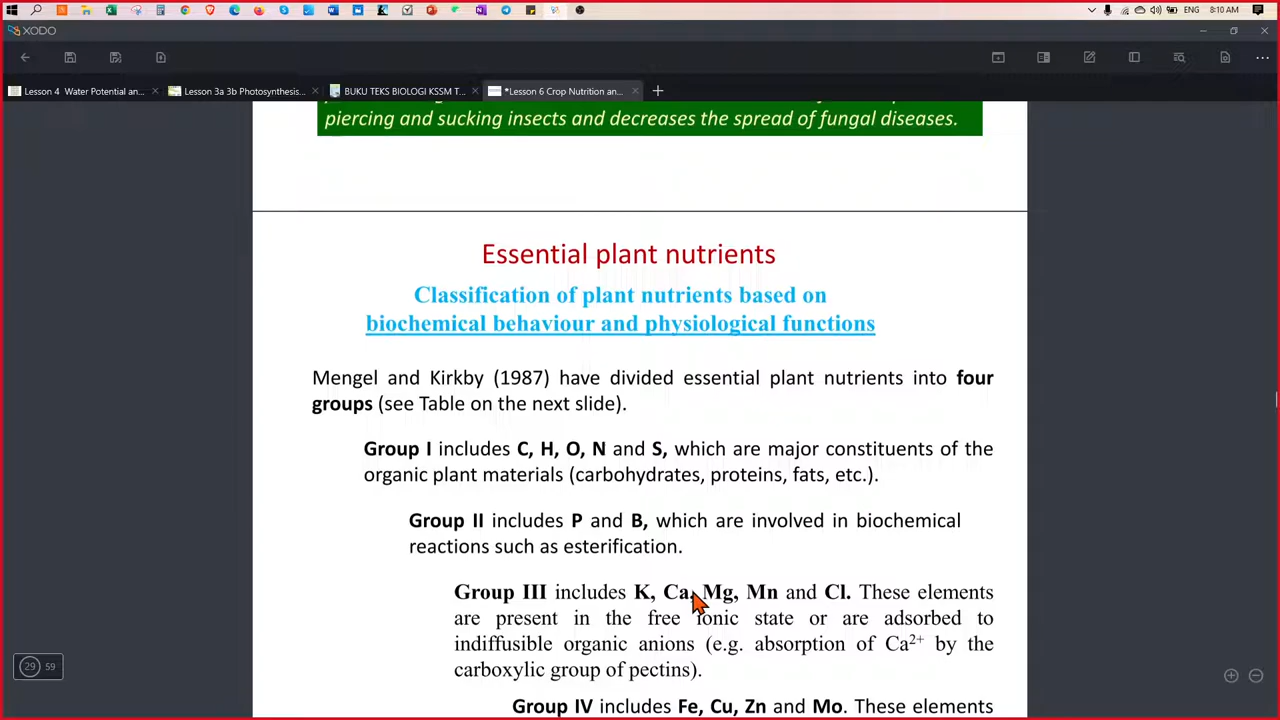 ENG
8:10 AM
XODO
Lesson 4 Water Potential an...
Lesson 3a 3b Photosynthesis...
BUKU TEKS BIOLOGI KSSM T...
*Lesson 6 Crop Nutrition an...
piercing and sucking insects and decreases the spread of fungal diseases.
Essential plant nutrients
Classification of plant nutrients based on
biochemical behaviour and physiological functions
Mengel and Kirkby (1987) have divided essential plant nutrients into four
groups (see Table on the next slide).
Group I includes C, H, O, N and S, which are major constituents of the
organic plant materials (carbohydrates, proteins, fats, etc.).
Group II includes P and B, which are involved in biochemical
reactions such as esterification.
Group III includes K, Ca, Mg, Mn and Cl. These elements
are present in the free ionic state or are adsorbed to
indiffusible organic anions (e.g. absorption of Ca2+ by the
carboxylic group of pectins).
29 59
Group IV includes Fe, Cu, Zn and Mo. These elements